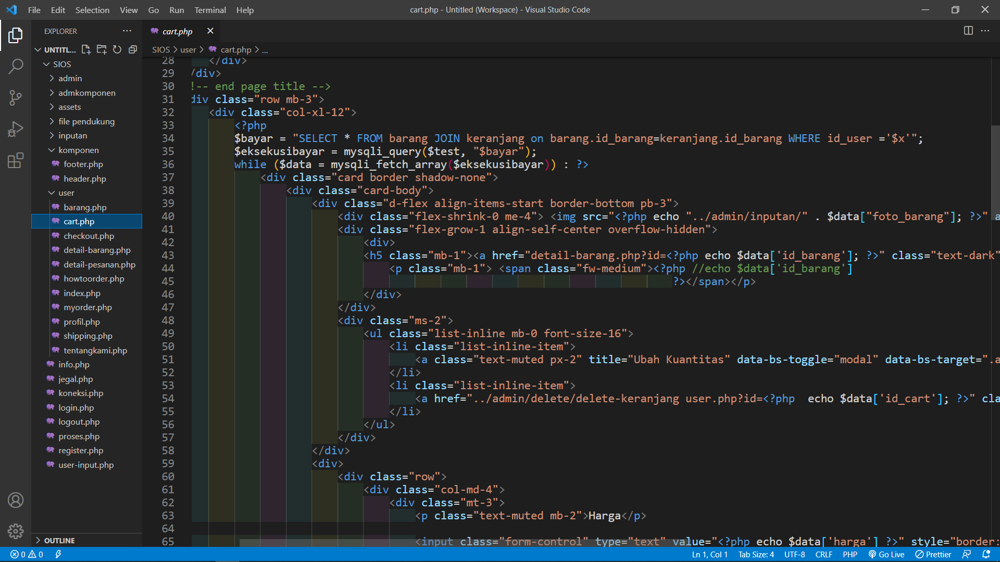 File Edit Selection View Go Run Terminal Help
cart.php - Untitled (Workspace) - Visual Studio Code
EXPLORER
UNTITL...
SIOS
admin
admkomponen
assets
file pendukung
inputan
komponen
footer.php
header.php
user
barang.php
cart.php
checkout.php
detail-barang.php
detail-pesanan.php
howtoorder.php
index.php
myorder.php
profil.php
shipping.php
tentangkami.php
info.php
jegal.php
koneksi.php
login.php
logout.php
proses.php
register.php
user-input.php
OUTLINE
cart.php
SIOS > user > cart.php > ...
28 </div>
29 /div>
30 !-- end page title -->
31 div class="row mb-3">
32 <div class="col-xl-12">
33 <?php
34 $bayar = "SELECT * FROM barang JOIN keranjang on barang.id_barang=keranjang.id_barang WHERE id_user ='$x'";
35 $eksekusibayar = mysqli_query($test, "$bayar");
36 while ($data = mysqli_fetch_array($eksekusibayar)) : ?>
37 <div class="card border shadow-none">
38 <div class="card-body">
39 <div class="d-flex align-items-start border-bottom pb-3">
40 <div class="flex-shrink-0 me-4"> <img src="<?php echo "../admin/inputan/" . $data["foto_barang"]; ?>" a
41 <div class="flex-grow-1 align-self-center overflow-hidden">
42 <div>
43 <h5 class="mb-1"><a href="detail-barang.php?id=<?php echo $data['id_barang']; ?>" class="text-dark"
44 <p class="mb-1"> <span class="fw-medium"><?php //echo $data['id_barang']
45 ?></span></p>
46 </div>
47 </div>
48 <div class="ms-2">
49 <ul class="list-inline mb-0 font-size-16">
50 <li class="list-inline-item">
51 <a class="text-muted px-2" title="Ubah Kuantitas" data-bs-toggle="modal" data-bs-target=".a
52 </li>
53 <li class="list-inline-item">
54 <a href="../admin/delete/delete-keranjang user.php?id=<?php  echo $data['id_cart']; ?>" cla
55 </li>
56 </ul>
57 </div>
58 </div>
59 <div>
60 <div class="row">
61 <div class="col-md-4">
62 <div class="mt-3">
63 <p class="text-muted mb-2">Harga</p>
64
65 <input class="form-control" type="text" value="<?php echo $data['harga'] ?>" style="border:
0 0
Ln 1, Col 1 Tab Size: 4 UTF-8 CRLF PHP Go Live Prettier